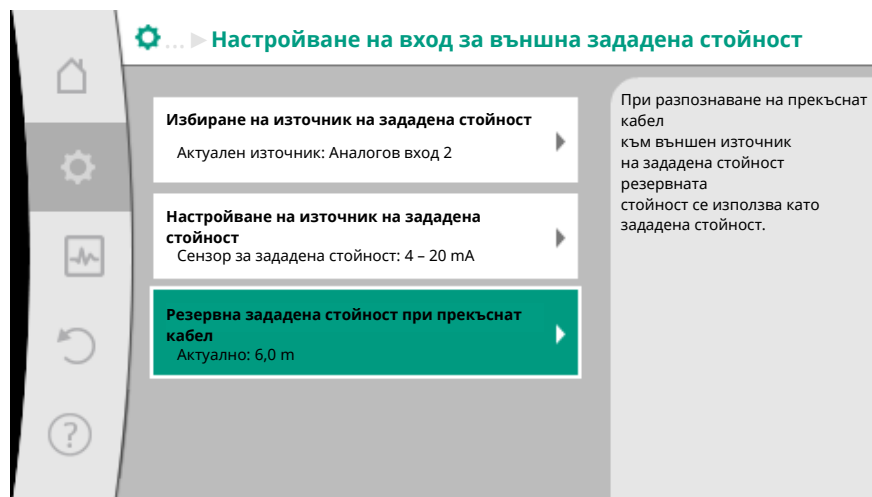 ... ▶ Настройване на вход за външна зададена стойност
Избиране на източник на зададена стойност
Актуален източник: Аналогов вход 2
Настройване на източник на зададена
стойност
Сензор за зададена стойност: 4 – 20 mA
Резервна зададена стойност при прекъснат
кабел
Актуално: 6,0 m
При разпознаване на прекъснат
кабел
към външен източник
на зададена стойност
резервната
стойност се използва като
зададена стойност.
?